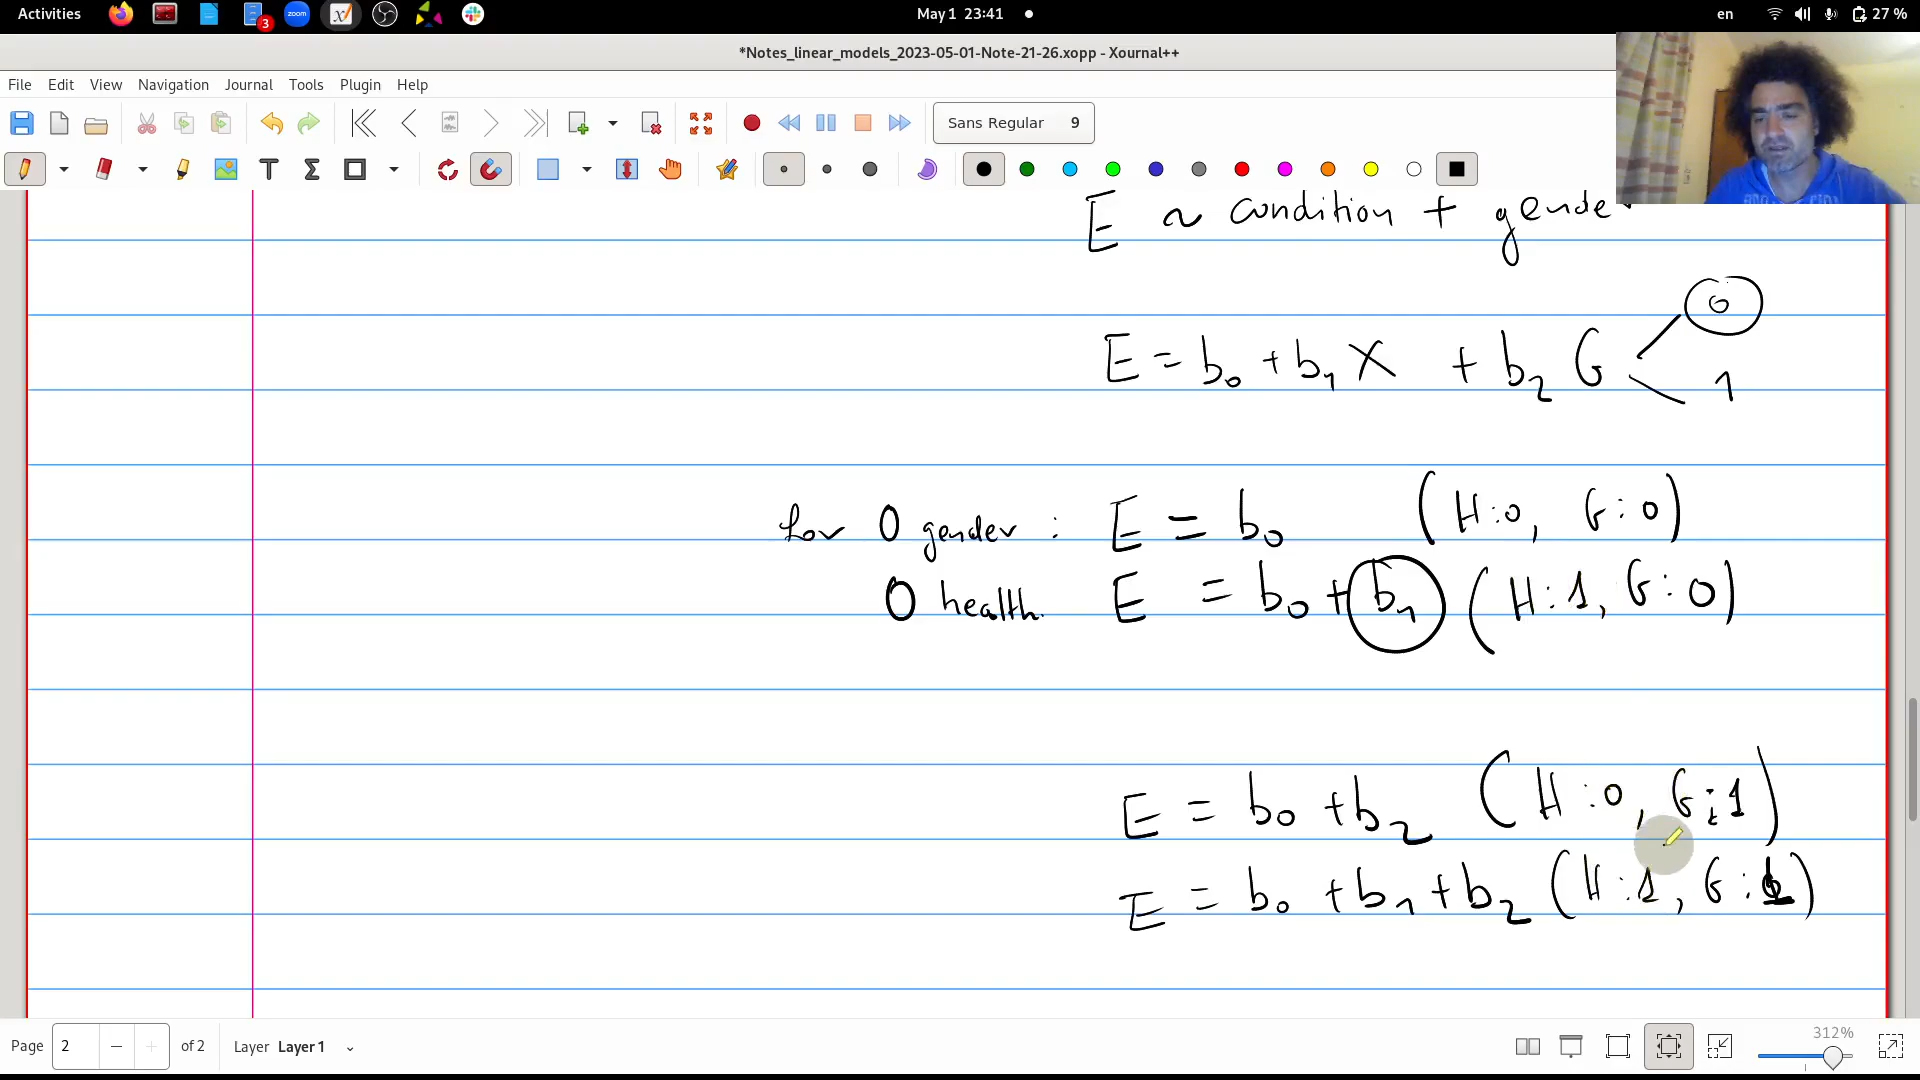 Activities
3
zoom
May 1 23:41
en
27 %
*Notes_linear_models_2023-05-01-Note-21-26.xopp - Xournal++
File Edit View Navigation Journal Tools Plugin Help
Sans Regular 9
E ~ condition + gender
0
E = b₀ + b₁ X + b₂ G
1
for 0 gender : E = b₀ (H:0, G:0)
0 health. E = b₀ + b₁ (H:1, G:0)
E = b₀ + b₂ (H:0, G:1)
E = b₀ + b₁ + b₂ (H:1, G:1)
Page 2 of 2 Layer Layer 1
312%